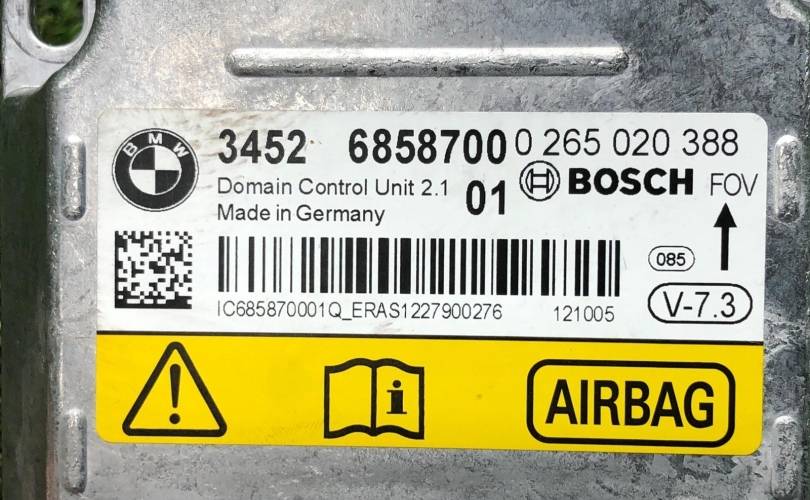 BMW
3452 6858700 0 265 020 388
Domain Control Unit 2.1 01 BOSCH FOV
Made in Germany
085
IC685870001Q_ERAS1227900276 121005 V-7.3
i AIRBAG